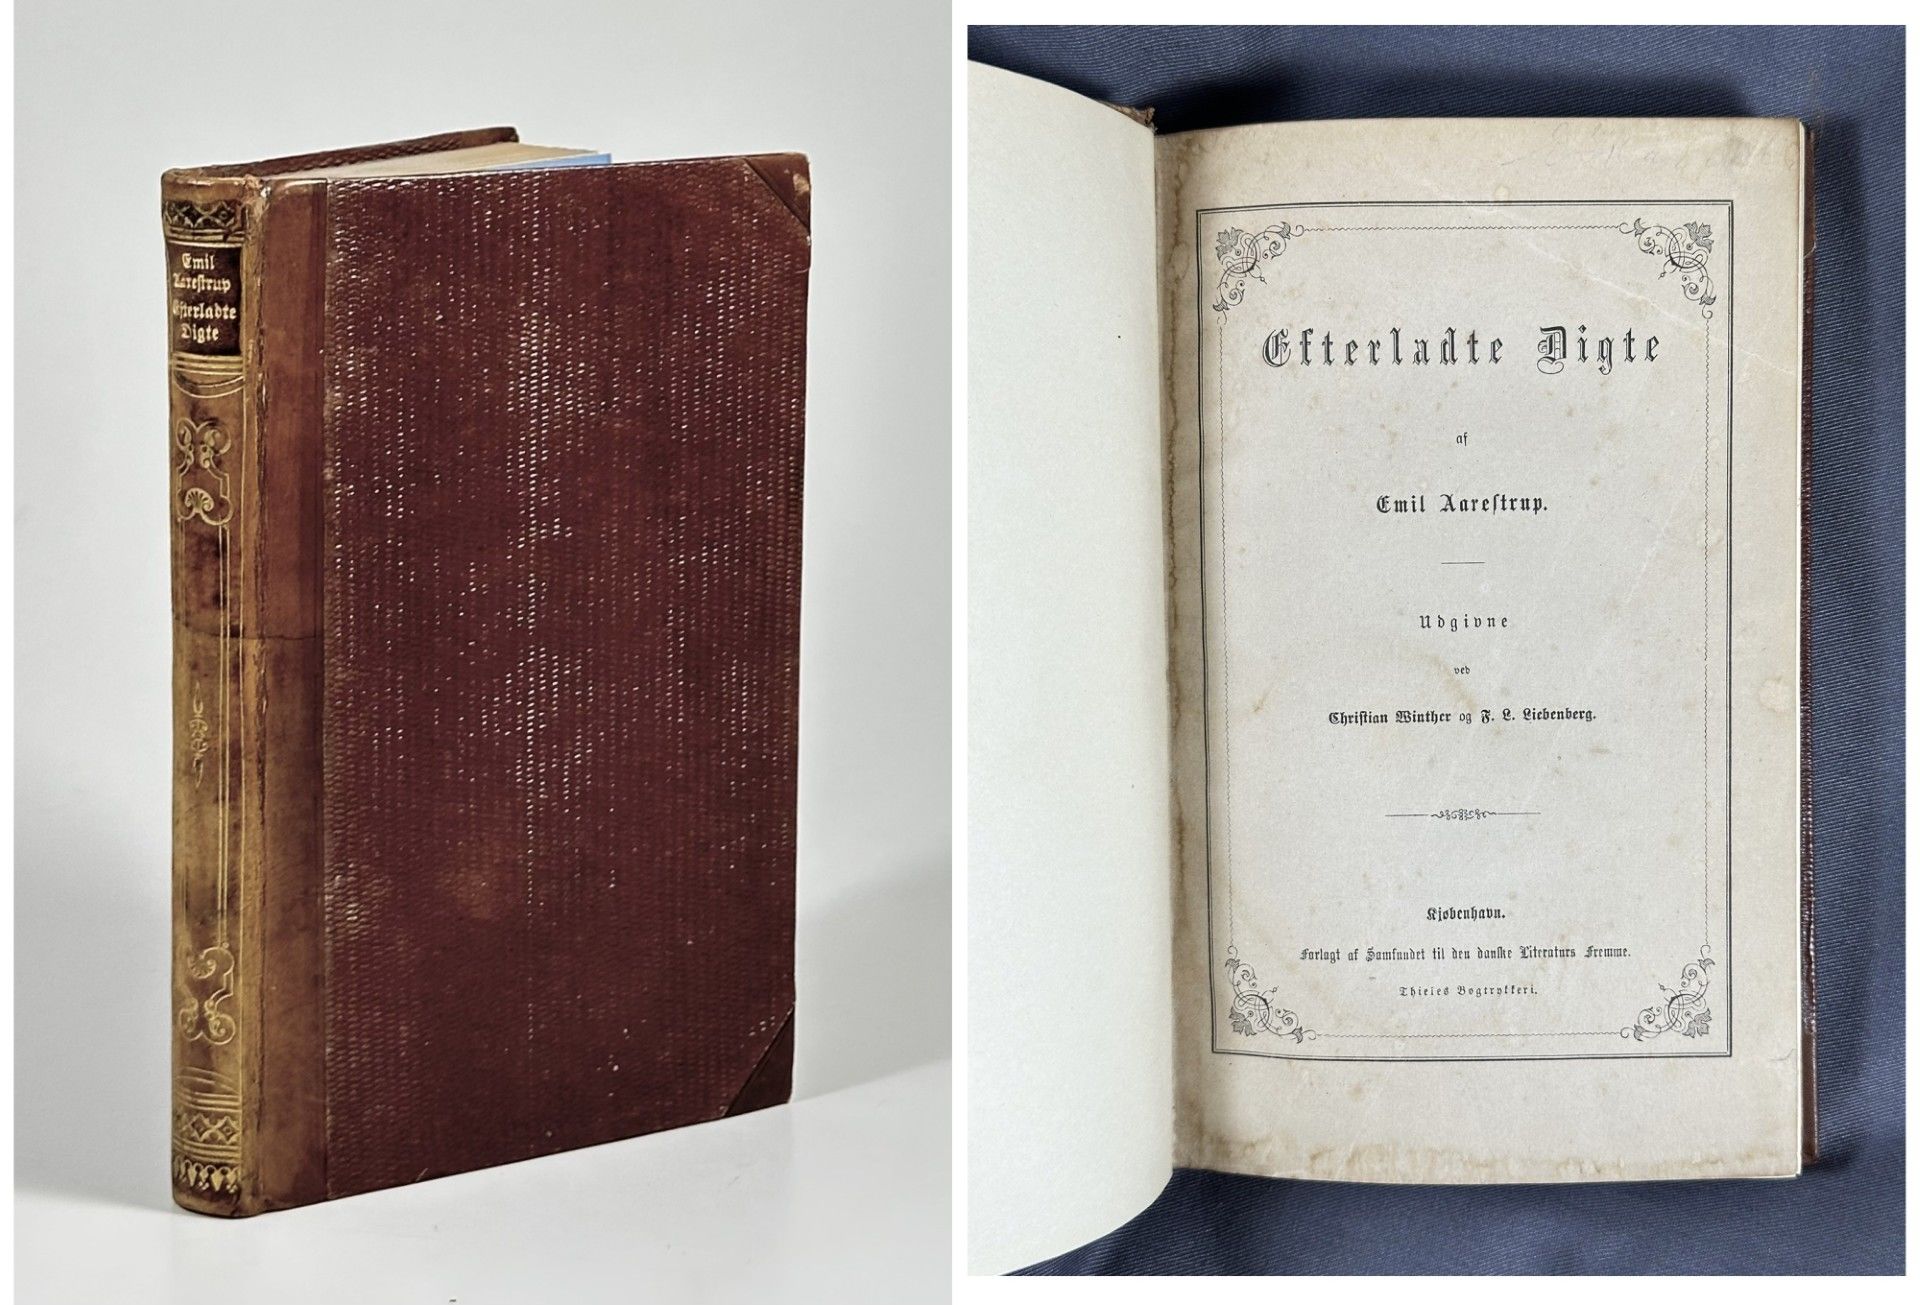 Emil
Aarestrup
Efterladte
Digte
Efterladte Digte
af
Emil Aareſtrup.
Udgivne
ved
Chriſtian Winther og F. L. Liebenberg.
Kjøbenhavn.
Forlagt af Samfundet til den danſke Literaturs Fremme.
Thieles Bogtrykkeri.